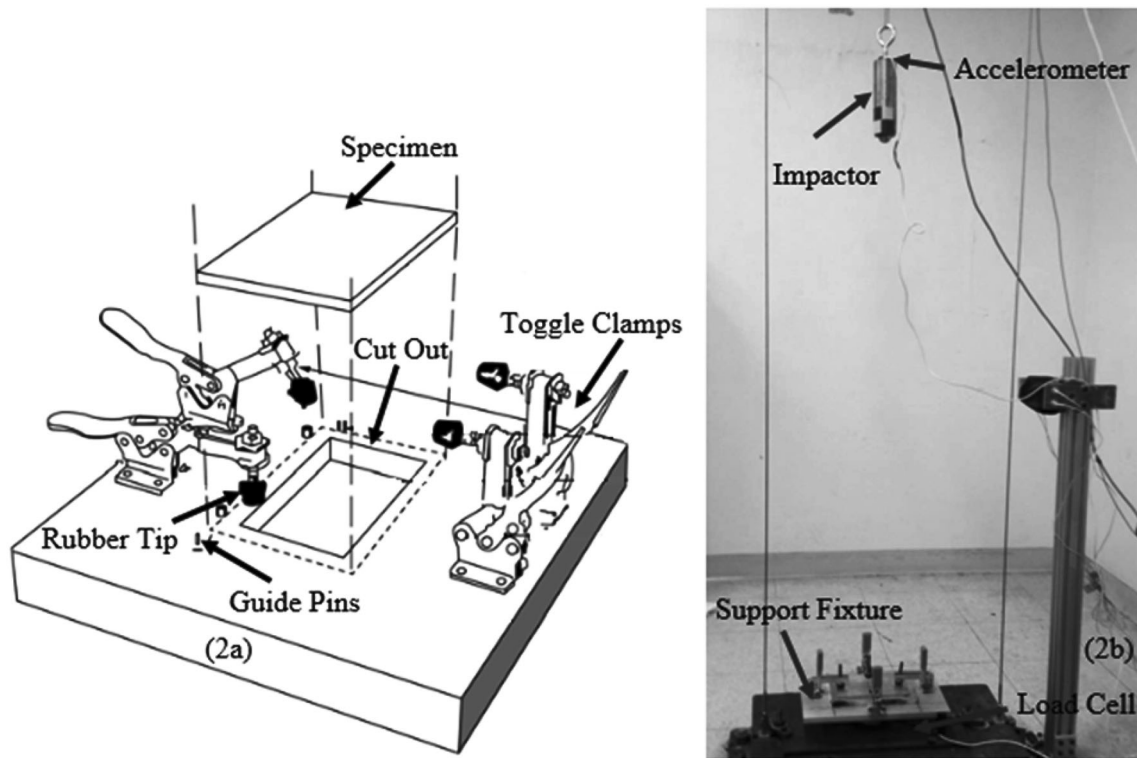 Specimen
Toggle Clamps
Cut Out
Rubber Tip
Guide Pins
(2a)
Accelerometer
Impactor
Support Fixture
(2b)
Load Cell